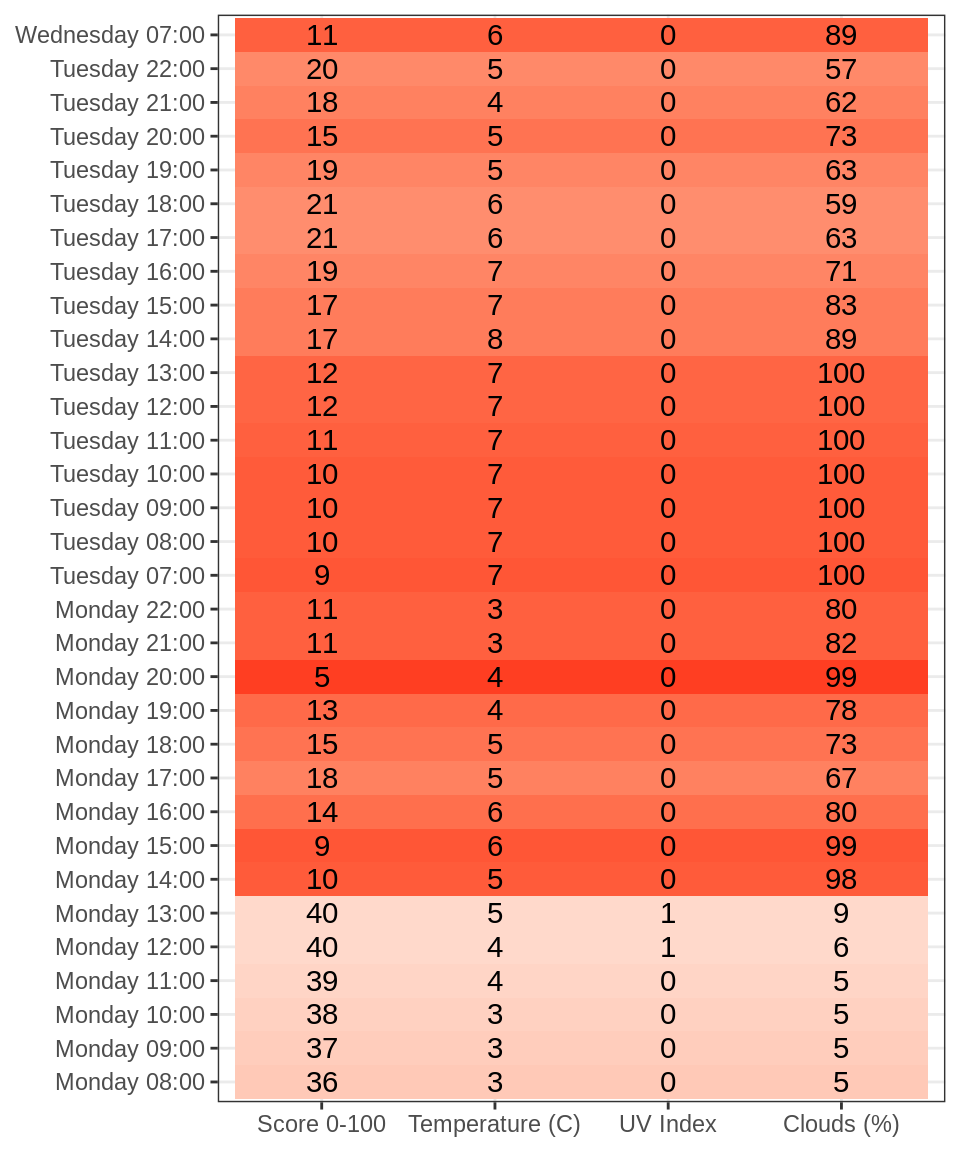 Wednesday 07:00 11 6 0 89
Tuesday 22:00 20 5 0 57
Tuesday 21:00 18 4 0 62
Tuesday 20:00 15 5 0 73
Tuesday 19:00 19 5 0 63
Tuesday 18:00 21 6 0 59
Tuesday 17:00 21 6 0 63
Tuesday 16:00 19 7 0 71
Tuesday 15:00 17 7 0 83
Tuesday 14:00 17 8 0 89
Tuesday 13:00 12 7 0 100
Tuesday 12:00 12 7 0 100
Tuesday 11:00 11 7 0 100
Tuesday 10:00 10 7 0 100
Tuesday 09:00 10 7 0 100
Tuesday 08:00 10 7 0 100
Tuesday 07:00 9 7 0 100
Monday 22:00 11 3 0 80
Monday 21:00 11 3 0 82
Monday 20:00 5 4 0 99
Monday 19:00 13 4 0 78
Monday 18:00 15 5 0 73
Monday 17:00 18 5 0 67
Monday 16:00 14 6 0 80
Monday 15:00 9 6 0 99
Monday 14:00 10 5 0 98
Monday 13:00 40 5 1 9
Monday 12:00 40 4 1 6
Monday 11:00 39 4 0 5
Monday 10:00 38 3 0 5
Monday 09:00 37 3 0 5
Monday 08:00 36 3 0 5
Score 0-100 Temperature (C) UV Index Clouds (%)